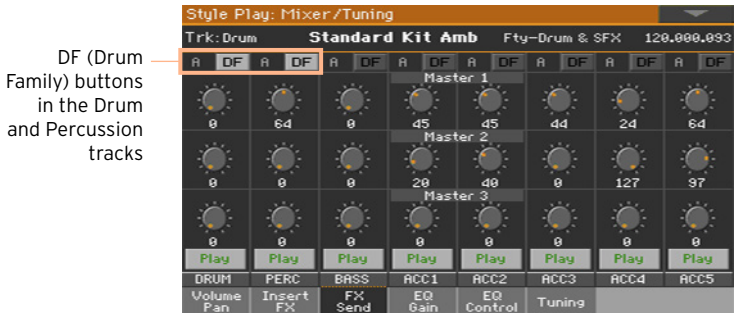 DF (Drum
Family) buttons
in the Drum
and Percussion
tracks
Style Play: Mixer/Tuning
Trk: Drum Standard Kit Amb Fty-Drum & SFX 120.000.093
A DF A DF A DF A DF A DF A DF A DF A DF
Master 1
0 64 0 45 45 44 24 64
Master 2
0 0 0 20 40 0 127 97
Master 3
0 0 0 0 0 0 0 0
Play Play Play Play Play Play Play Play
DRUM PERC BASS ACC1 ACC2 ACC3 ACC4 ACC5
Volume Pan Insert FX FX Send EQ Gain EQ Control Tuning